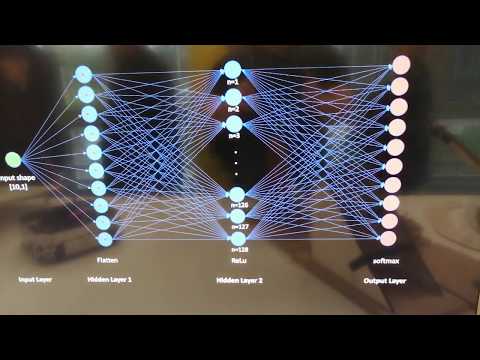 n=1
n=2
n=3
Input shape
[10,1]
n=126
n=127
n=128
Flatten
ReLu
softmax
Input Layer
Hidden Layer 1
Hidden Layer 2
Output Layer